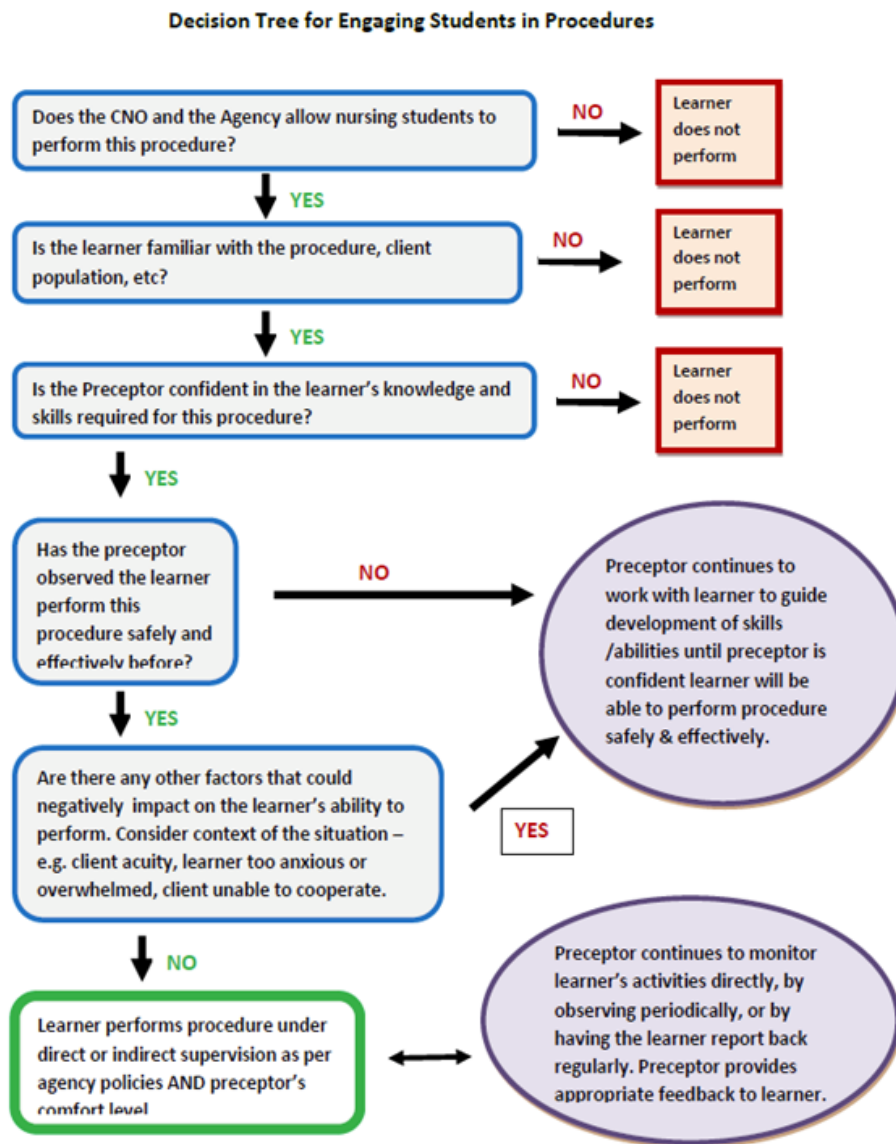 Decision Tree for Engaging Students in Procedures
Does the CNO and the Agency allow nursing students to
perform this procedure?
NO
Learner
does not
perform
YES
Is the learner familiar with the procedure, client
population, etc?
NO
Learner
does not
perform
YES
Is the Preceptor confident in the learner's knowledge and
skills required for this procedure?
NO
Learner
does not
perform
YES
Has the preceptor
observed the learner
perform this
procedure safely and
effectively before?
NO
Preceptor continues to
work with learner to guide
development of skills
/abilities until preceptor is
confident learner will be
able to perform procedure
safely & effectively.
YES
Are there any other factors that could
negatively impact on the learner's ability to
perform. Consider context of the situation –
e.g. client acuity, learner too anxious or
overwhelmed, client unable to cooperate.
YES
NO
Learner performs procedure under
direct or indirect supervision as per
agency policies AND preceptor's
comfort level
Preceptor continues to monitor
learner's activities directly, by
observing periodically, or by
having the learner report back
regularly. Preceptor provides
appropriate feedback to learner.